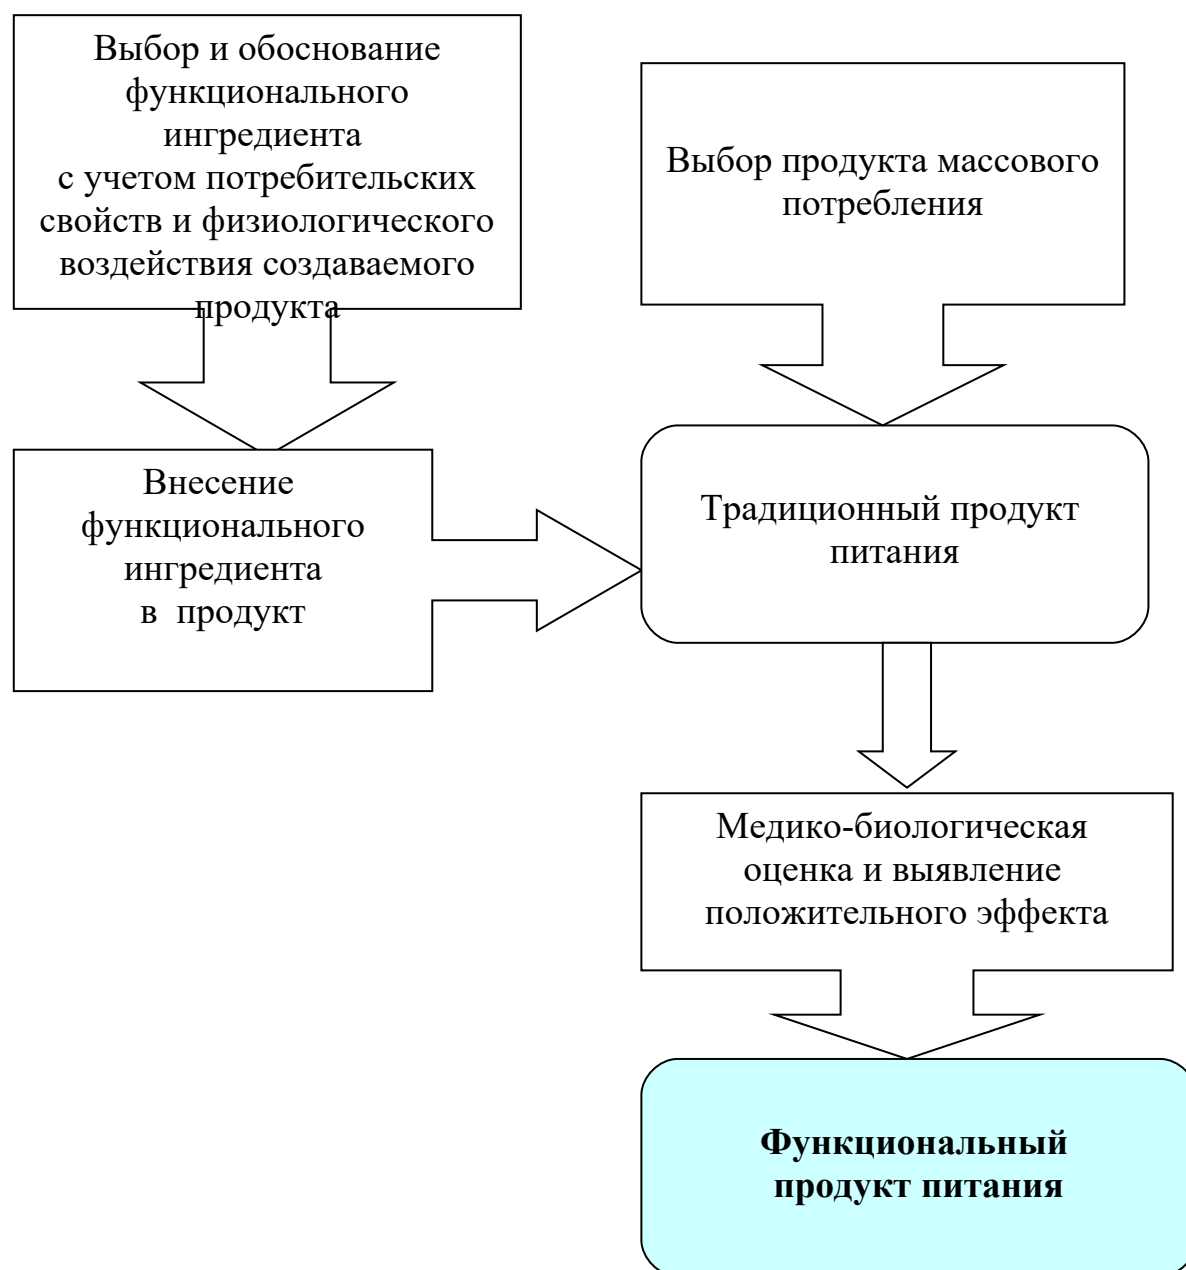 Выбор и обоснование
функционального
ингредиента
с учетом потребительских
свойств и физиологического
воздействия создаваемого
продукта
Выбор продукта массового
потребления
Внесение
функционального
ингредиента
в продукт
Традиционный продукт
питания
Медико-биологическая
оценка и выявление
положительного эффекта
Функциональный
продукт питания